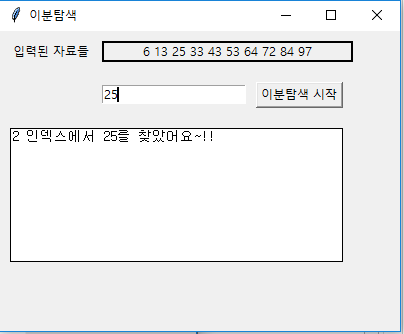 이분탐색
입력된 자료들 6 13 25 33 43 53 64 72 84 97
25 이분탐색 시작
2 인덱스에서 25를 찾았어요~!!